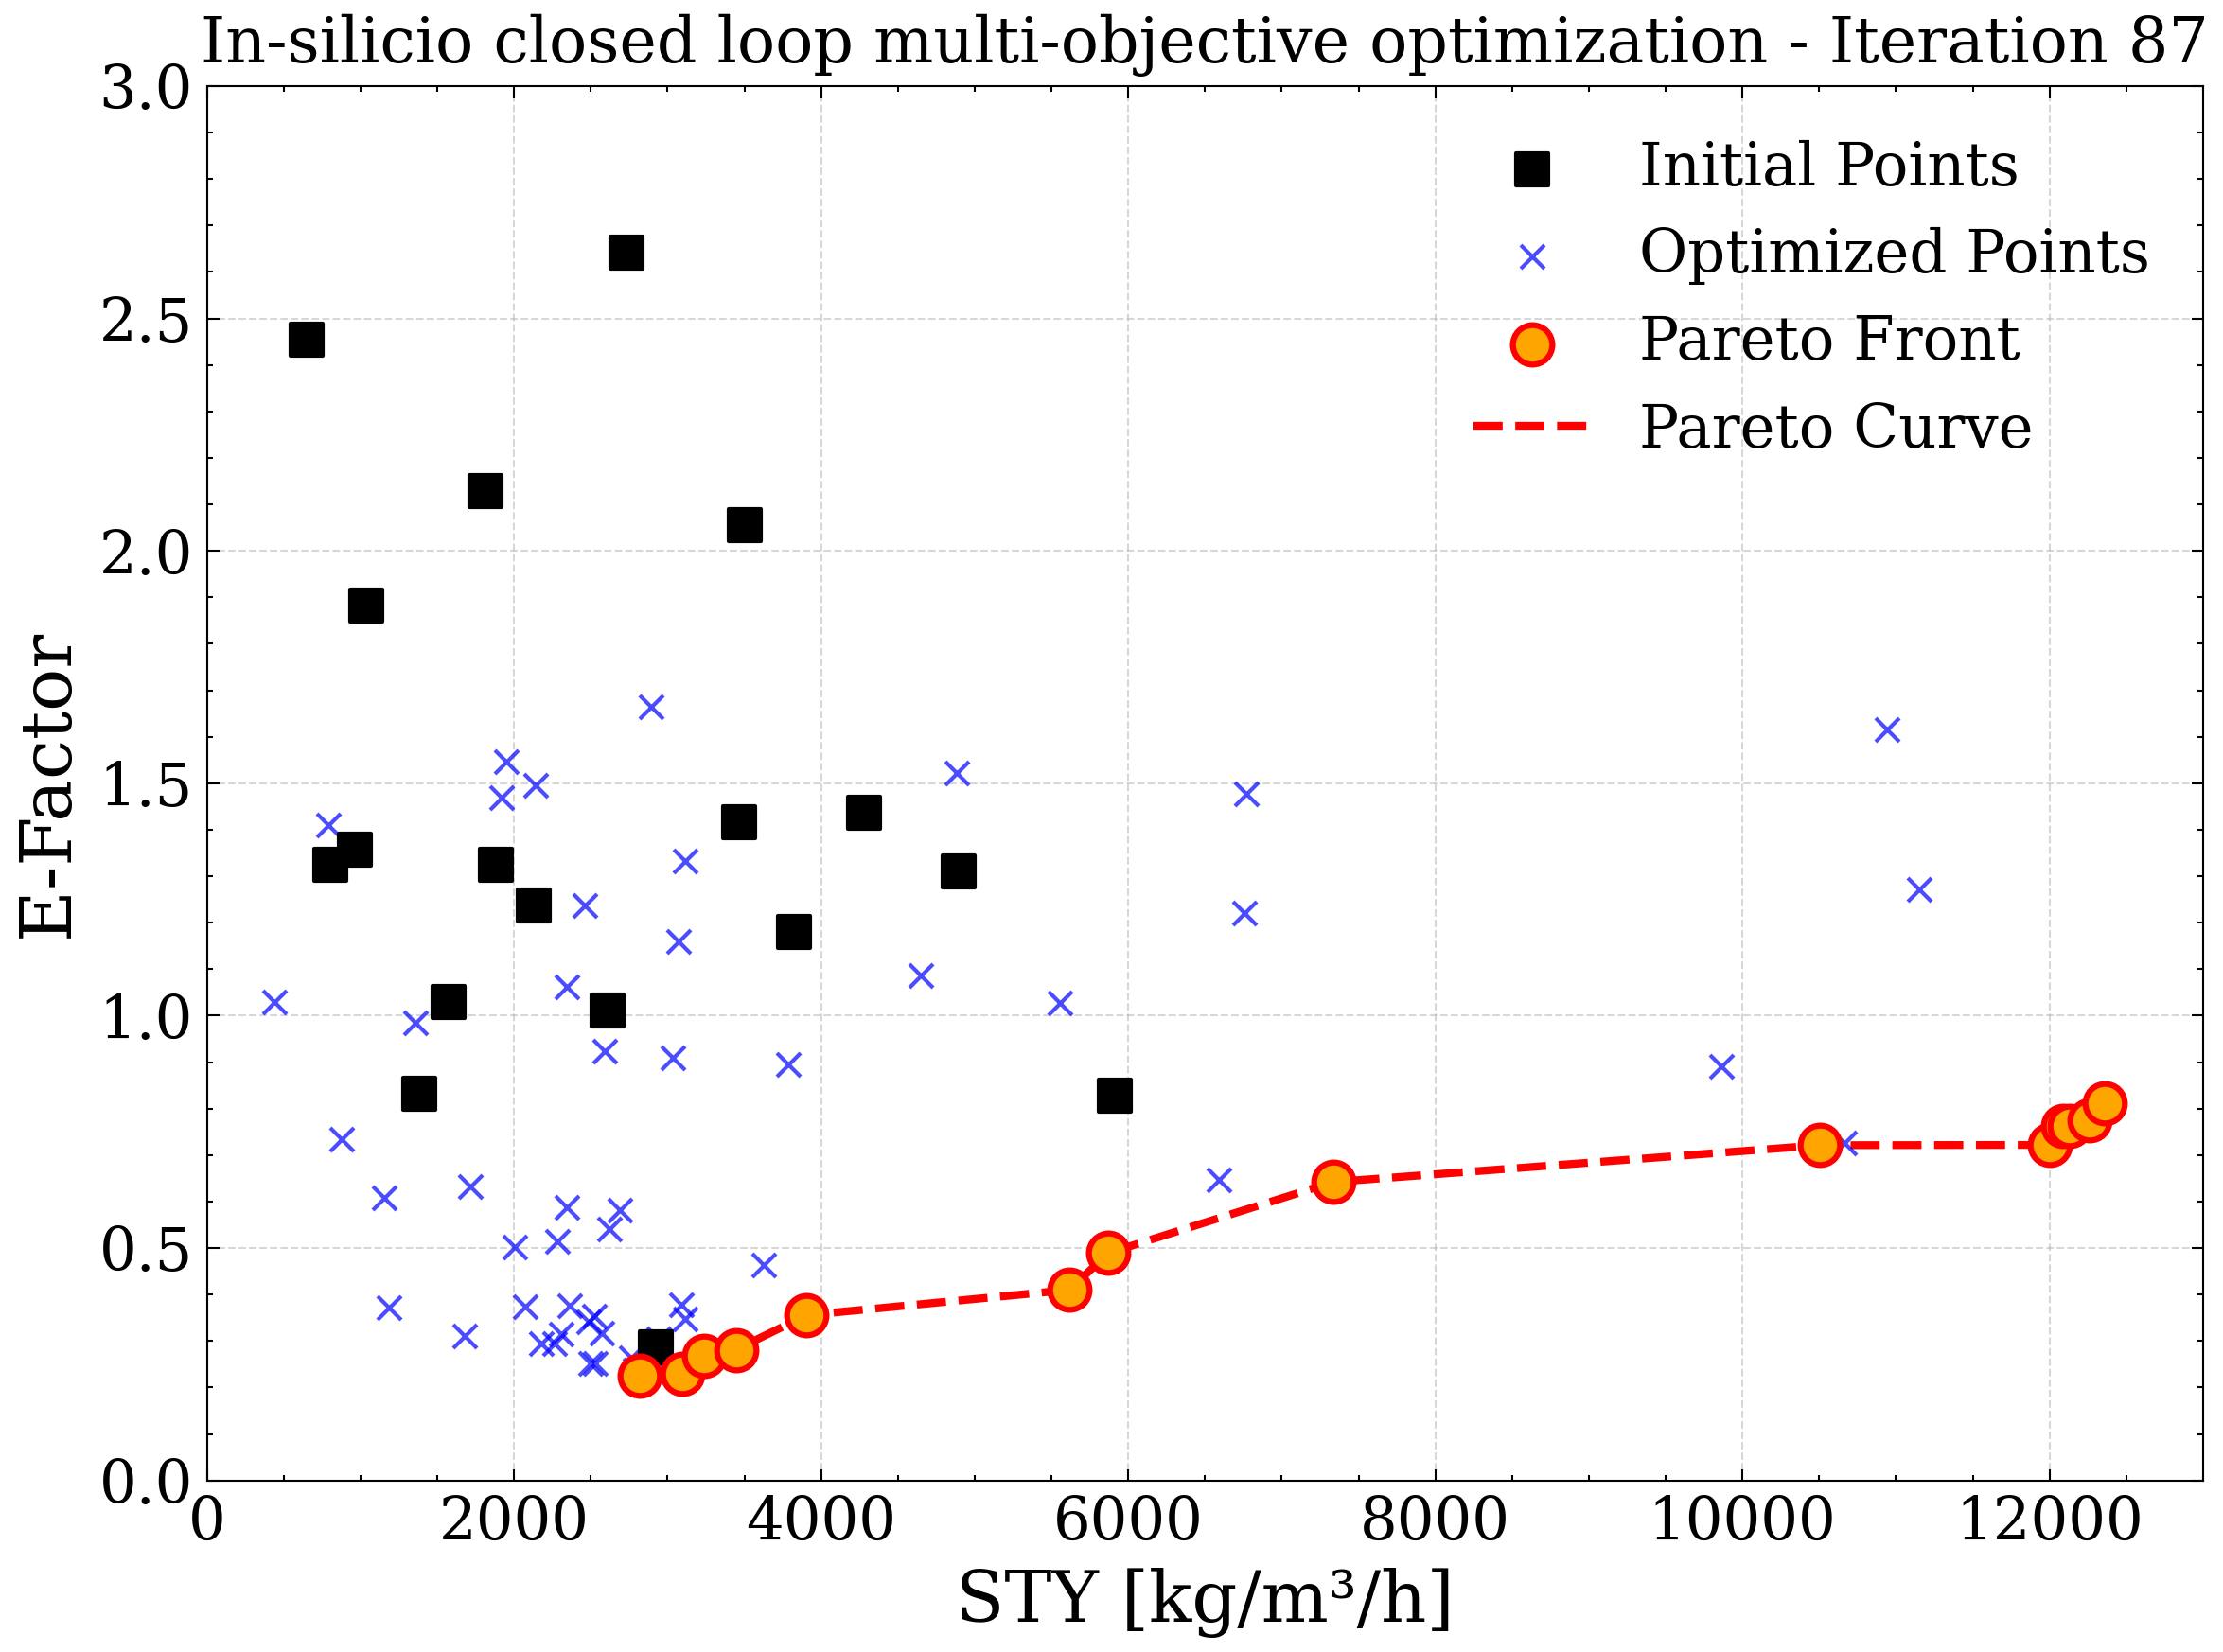 In-silicio closed loop multi-objective optimization - Iteration 87
3.0
2.5
2.0
1.5
1.0
0.5
0.0
E-Factor
Initial Points
Optimized Points
Pareto Front
Pareto Curve
0 2000 4000 6000 8000 10000 12000
STY [kg/m³/h]